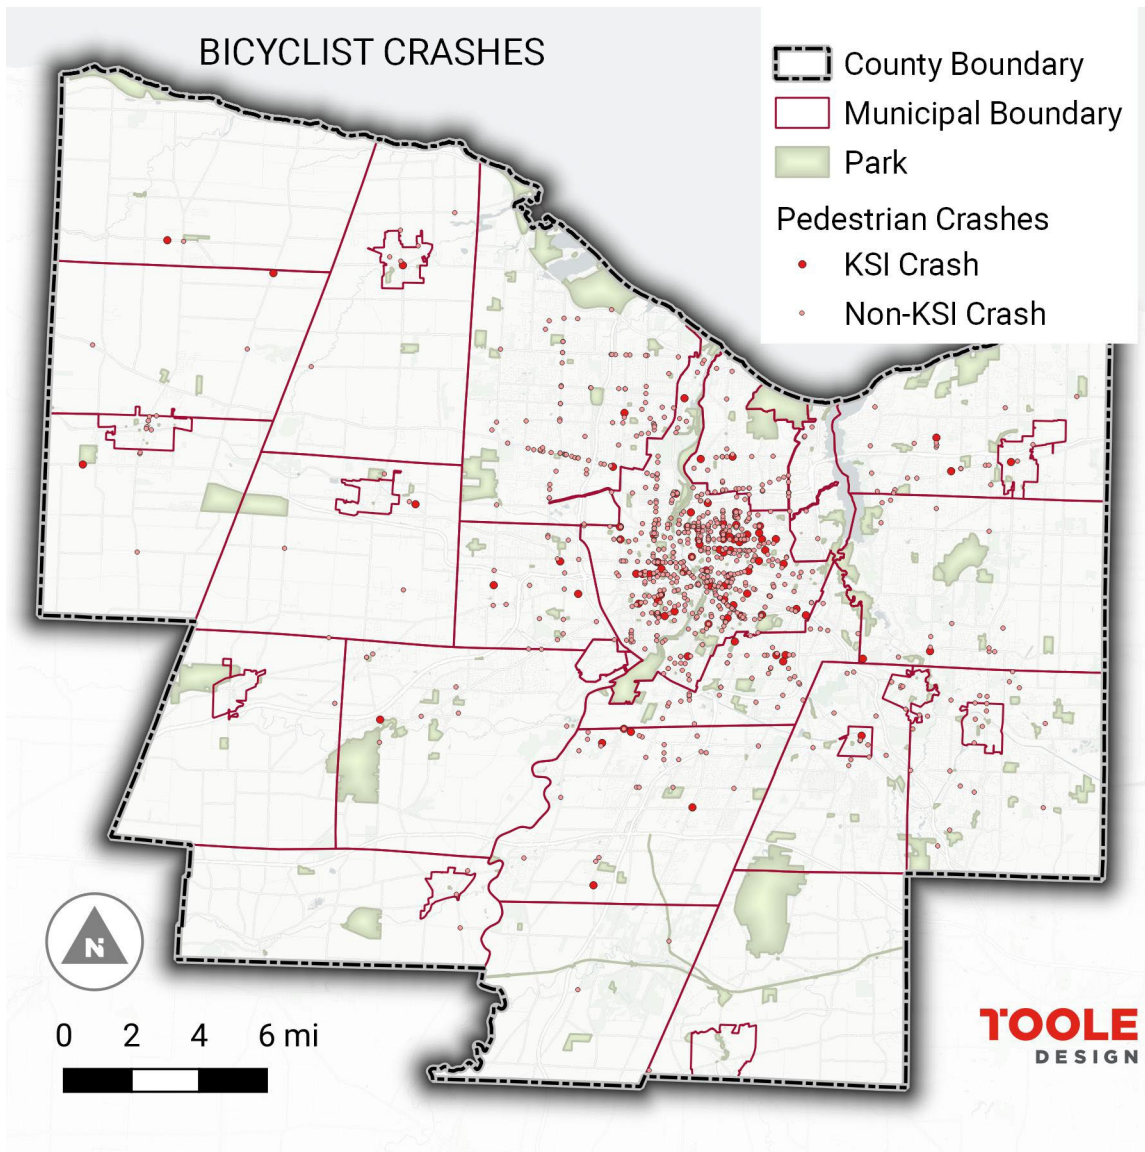 BICYCLIST CRASHES
County Boundary
Municipal Boundary
Park
Pedestrian Crashes
KSI Crash
Non-KSI Crash
N
0 2 4 6 mi
TOOLE
DESIGN